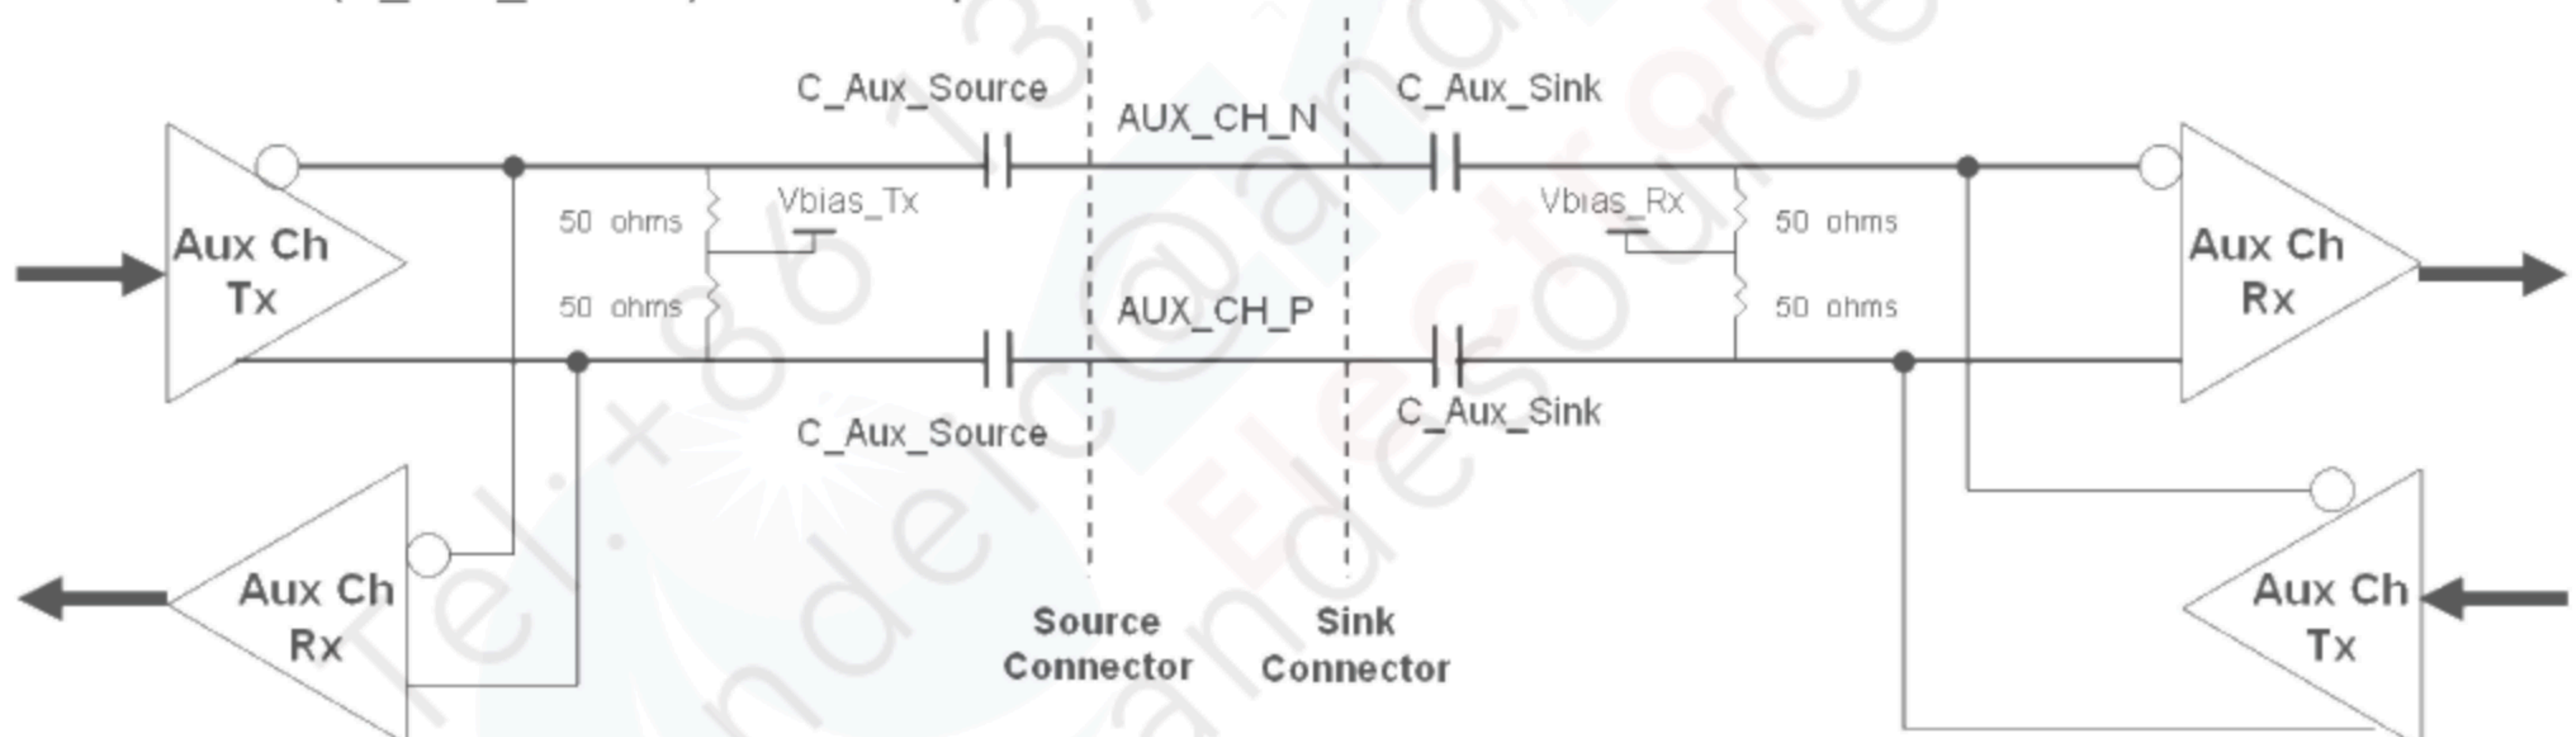 C_Aux_Source
C_Aux_Sink
AUX_CH_N
Vbias_Tx
Vbias_Rx
50 ohms
50 ohms
Aux Ch
Tx
Aux Ch
Rx
50 ohms
50 ohms
AUX_CH_P
C_Aux_Source
C_Aux_Sink
Aux Ch
Rx
Aux Ch
Tx
Source
Connector
Sink
Connector